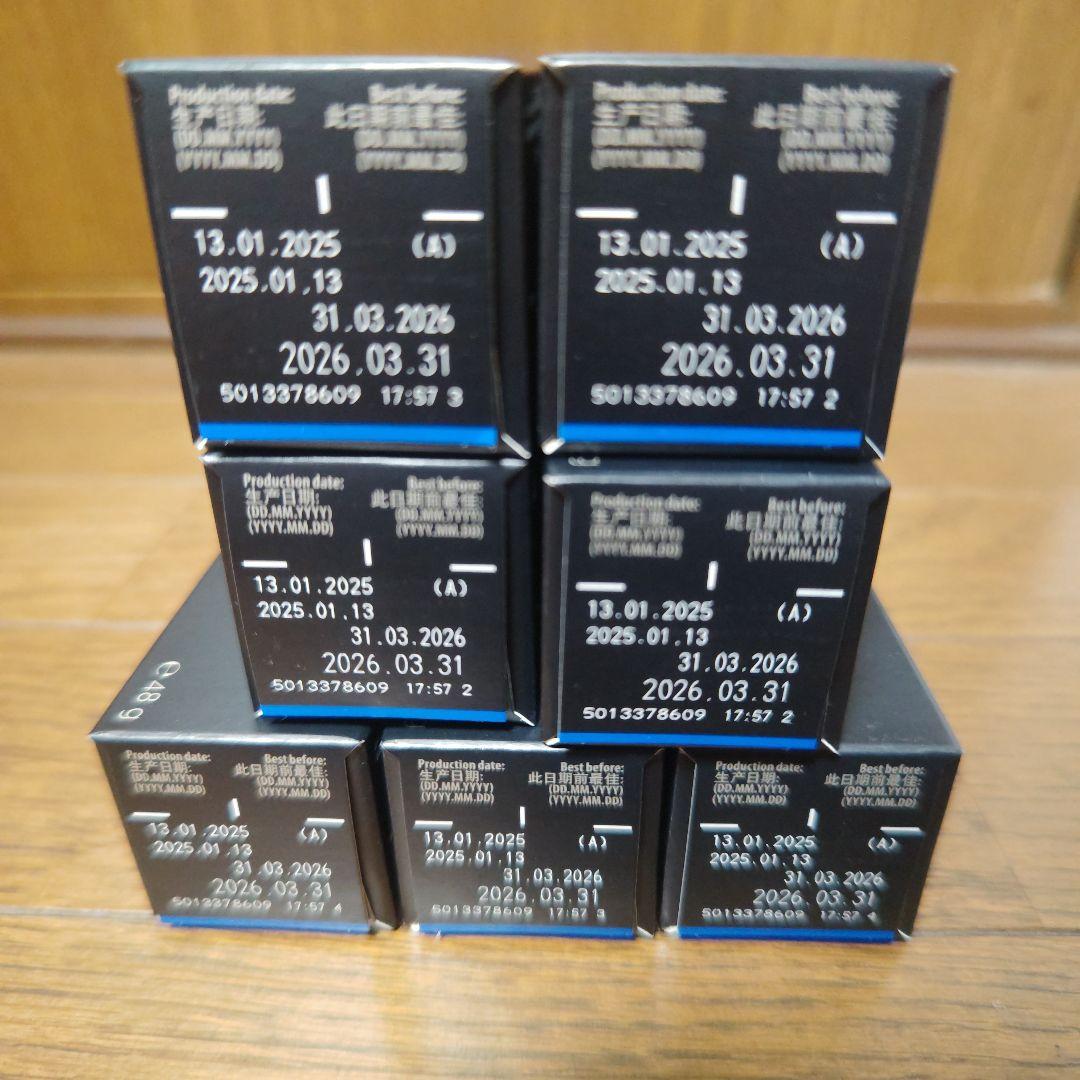 Production date:
生产日期:
(DD.MM.YYYY)
(YYYY.MM.DD)
Best before:
此日期前最佳:
(DD.MM.YYYY)
(YYYY.MM.DD)
13.01.2025 (A)
2025.01.13
31.03.2026
2026.03.31
5013378609 17:57 3
Production date:
生产日期:
(DD.MM.YYYY)
(YYYY.MM.DD)
Best before:
此日期前最佳:
(DD.MM.YYYY)
(YYYY.MM.DD)
13.01.2025 (A)
2025.01.13
31.03.2026
2026.03.31
5013378609 17:57 2
Production date:
生产日期:
(DD.MM.YYYY)
(YYYY.MM.DD)
Best before:
此日期前最佳:
(DD.MM.YYYY)
(YYYY.MM.DD)
13.01.2025 (A)
2025.01.13
31.03.2026
2026.03.31
5013378609 17:57 2
Production date:
生产日期:
(DD.MM.YYYY)
(YYYY.MM.DD)
Best before:
此日期前最佳:
(DD.MM.YYYY)
(YYYY.MM.DD)
13.01.2025 (A)
2025.01.13
31.03.2026
2026.03.31
5013378609 17:57 2
℮48 g
Production date:
生产日期:
(DD.MM.YYYY)
(YYYY.MM.DD)
Best before:
此日期前最佳:
(DD.MM.YYYY)
(YYYY.MM.DD)
13.01.2025 (A)
2025.01.13
31.03.2026
2026.03.31
5013378609 17:57 4
Production date:
生产日期:
(DD.MM.YYYY)
(YYYY.MM.DD)
Best before:
此日期前最佳:
(DD.MM.YYYY)
(YYYY.MM.DD)
13.01.2025 (A)
2025.01.13
31.03.2026
2026.03.31
5013378609 17:57 3
Production date:
生产日期:
(DD.MM.YYYY)
(YYYY.MM.DD)
Best before:
此日期前最佳:
(DD.MM.YYYY)
(YYYY.MM.DD)
13.01.2025 (A)
2025.01.13
31.03.2026
2026.03.31
5013378609 17:57 4